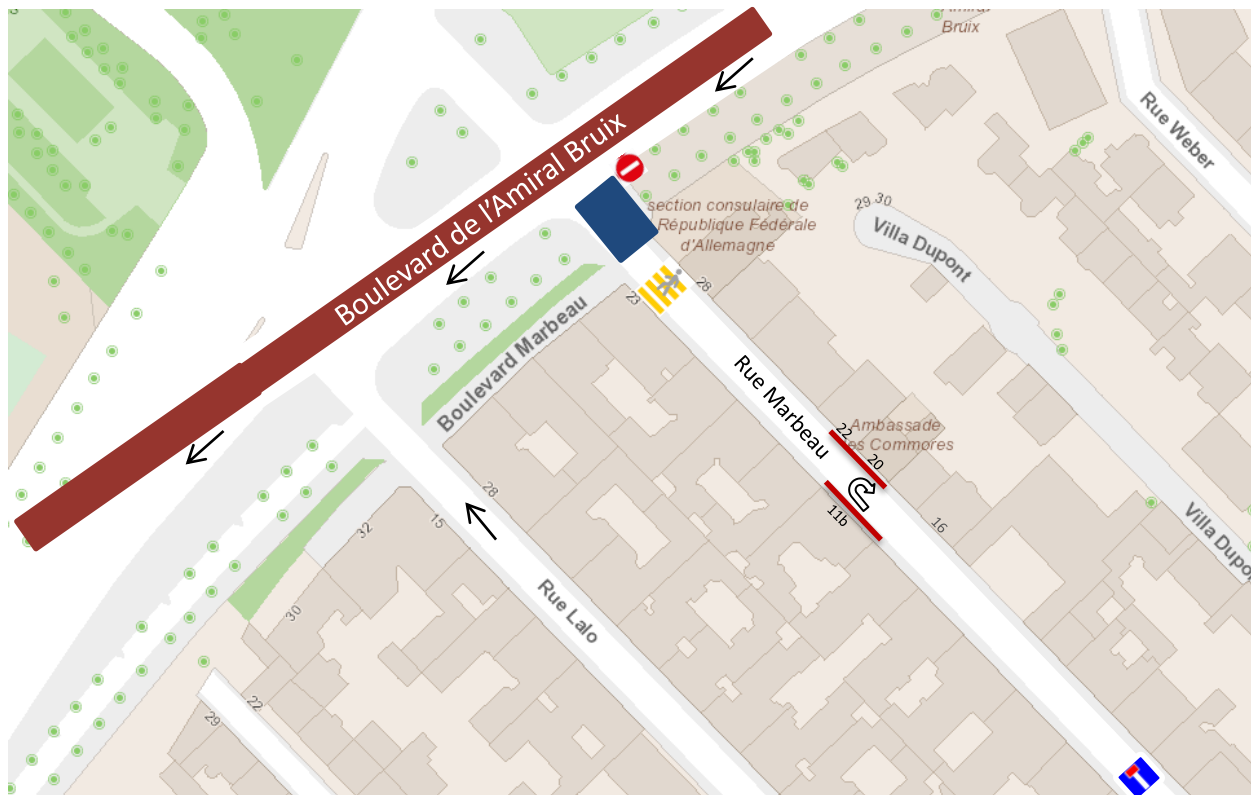 Amiral
Bruix
Rue Weber
Boulevard de l'Amiral Bruix
section consulaire de
République Fédérale
d'Allemagne
29 30
Villa Dupont
28
23
Boulevard Marbeau
Rue Marbeau
22
20
Ambassade
des Commores
11b
16
Villa Dupo
28
15
32
30
Rue Lalo
22
29